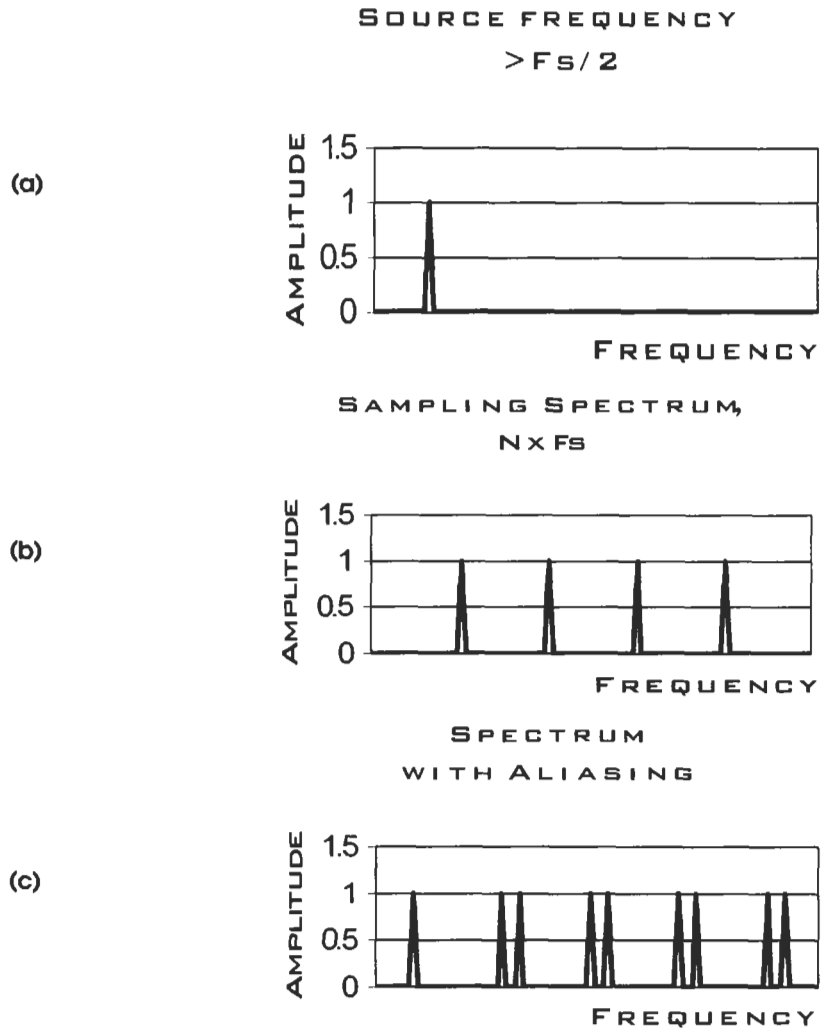 SOURCE FREQUENCY
>FS/2
(a)
AMPLITUDE
1.5
1
0.5
0
FREQUENCY
SAMPLING SPECTRUM,
N x FS
(b)
AMPLITUDE
1.5
1
0.5
0
FREQUENCY
SPECTRUM
WITH ALIASING
(c)
AMPLITUDE
1.5
1
0.5
0
FREQUENCY